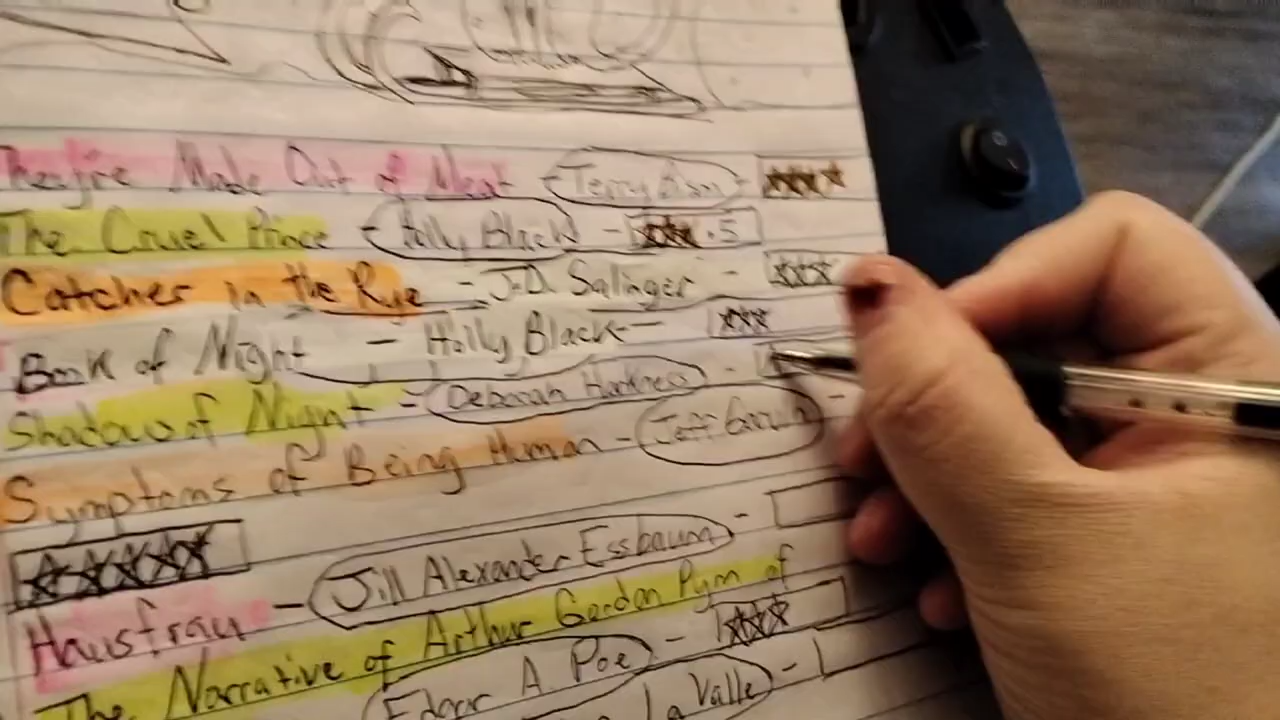 They're Made Out of Meat - Terry Bisson -
The Cruel Prince - Holly Black - .5
Catcher in the Rye - J.D. Salinger -
Book of Night - Holly Black -
Shadow of Night - Deborah Harkness -
Symptoms of Being Human - Jeff Garvin -
Hausfrau - Jill Alexander Essbaum -
The Narrative of Arthur Gordon Pym of
Edgar A. Poe -
La Valle -